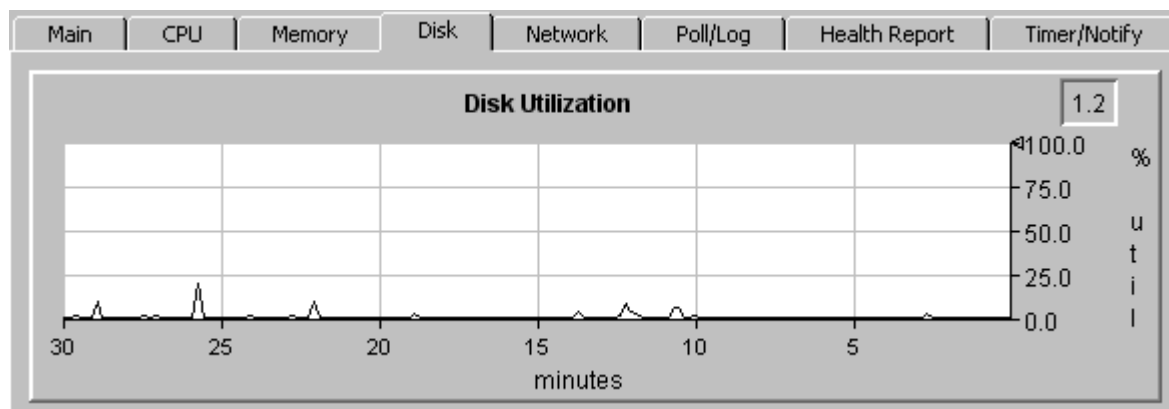 Main CPU Memory Disk Network Poll/Log Health Report Timer/Notify
Disk Utilization 1.2
100.0
75.0
50.0
25.0
0.0
% util
30 25 20 15 10 5
minutes